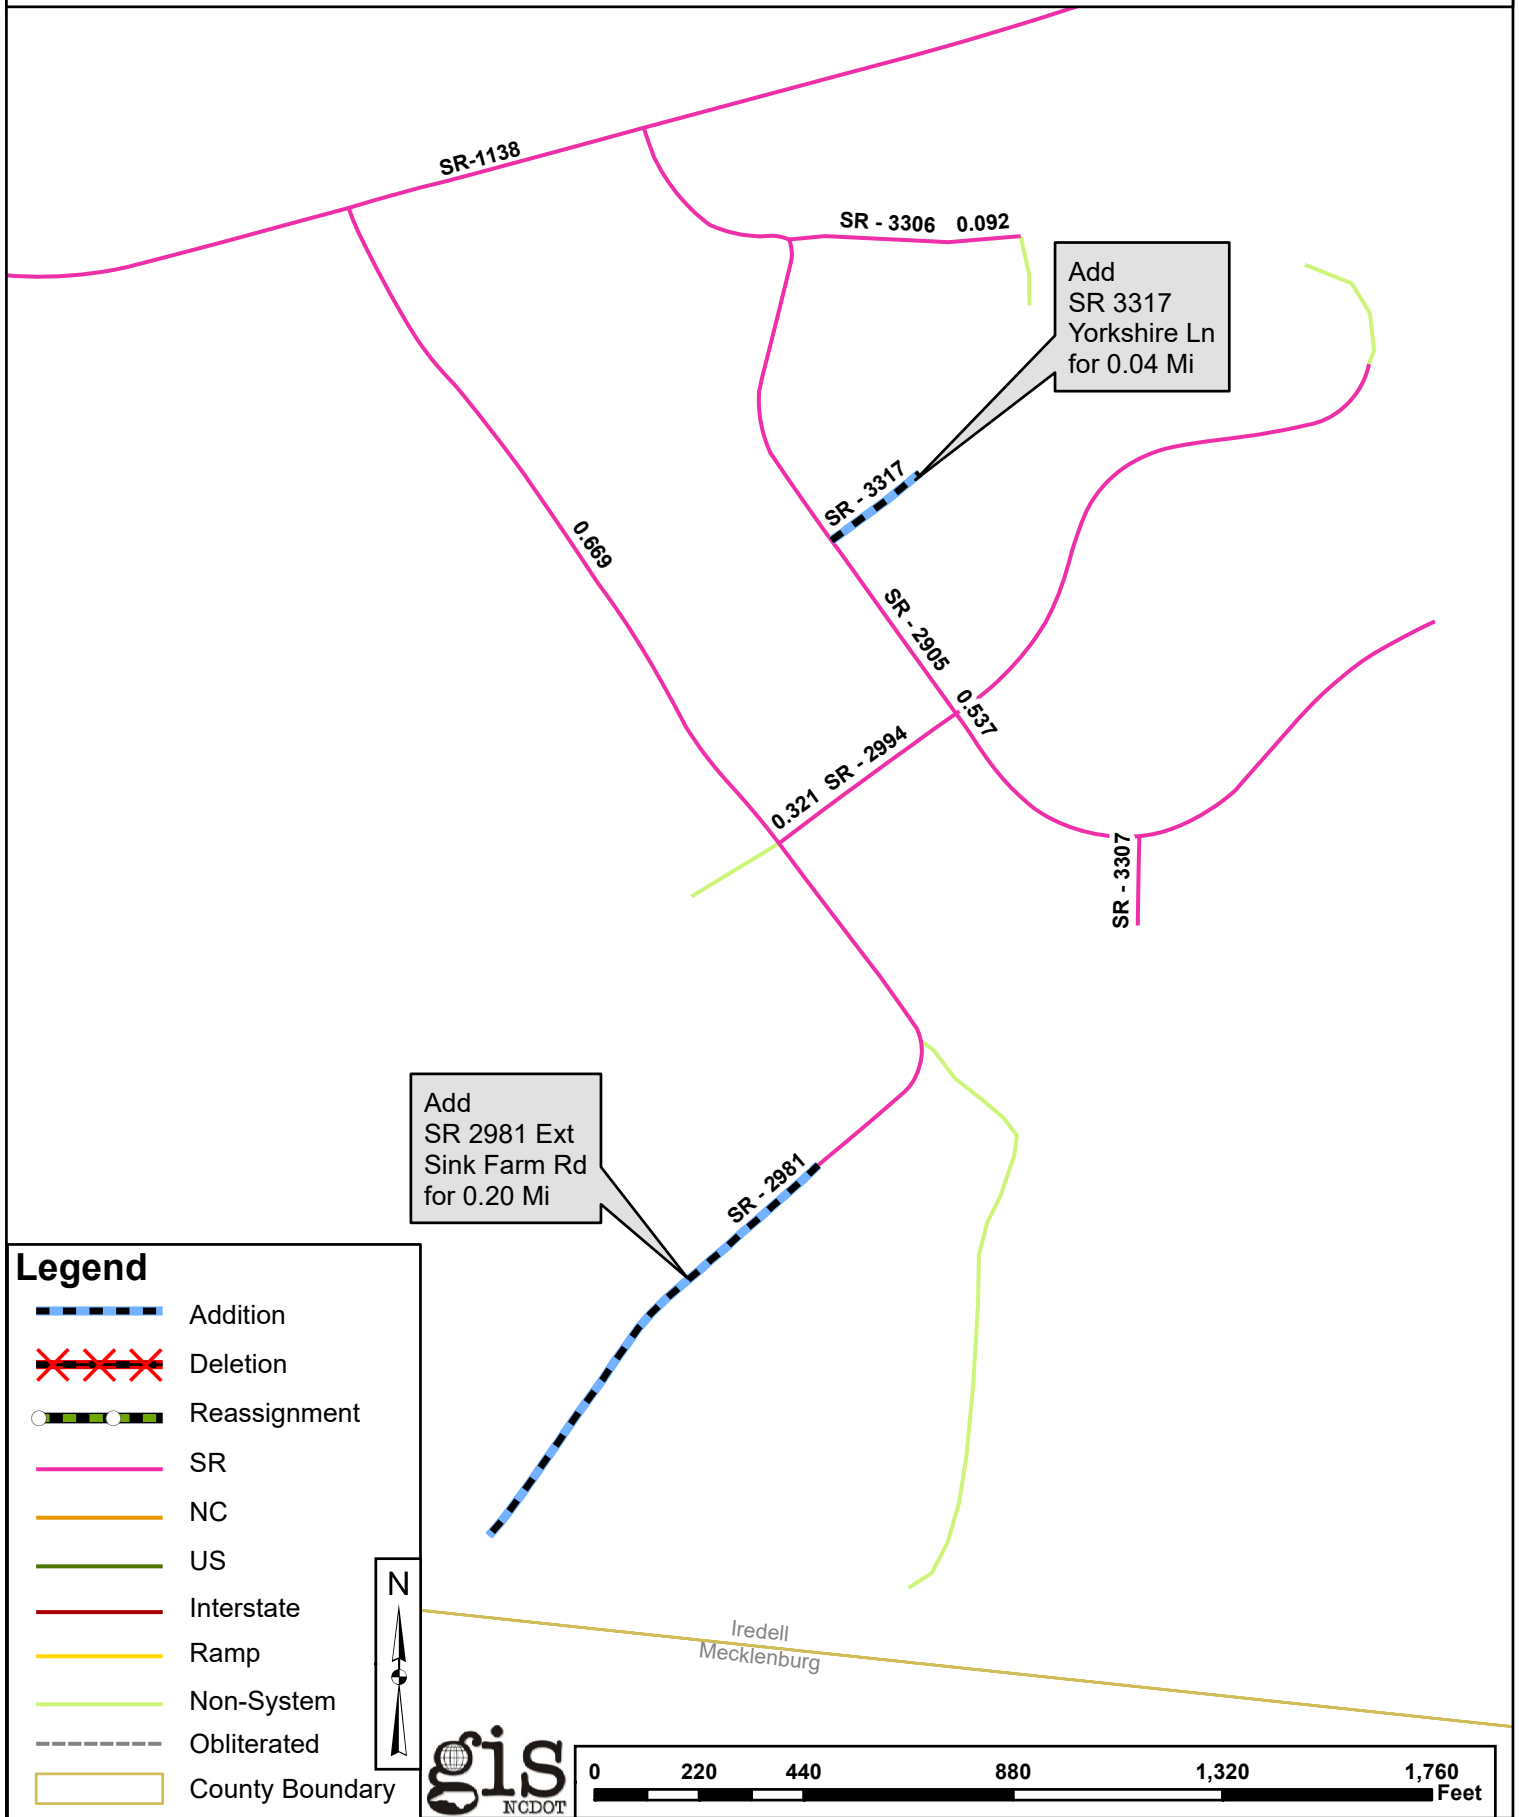 SR-1138
SR - 3306 0.092
Add
SR 3317
Yorkshire Ln
for 0.04 Mi
SR - 3317
0.669
SR - 2905
0.537
0.321 SR - 2994
SR - 3307
Add
SR 2981 Ext
Sink Farm Rd
for 0.20 Mi
SR - 2981
Legend
Addition
Deletion
Reassignment
SR
NC
US
Interstate
Ramp
Non-System
Obliterated
County Boundary
N
Iredell
Mecklenburg
gis
NCDOT
0 220 440 880 1,320 1,760
Feet